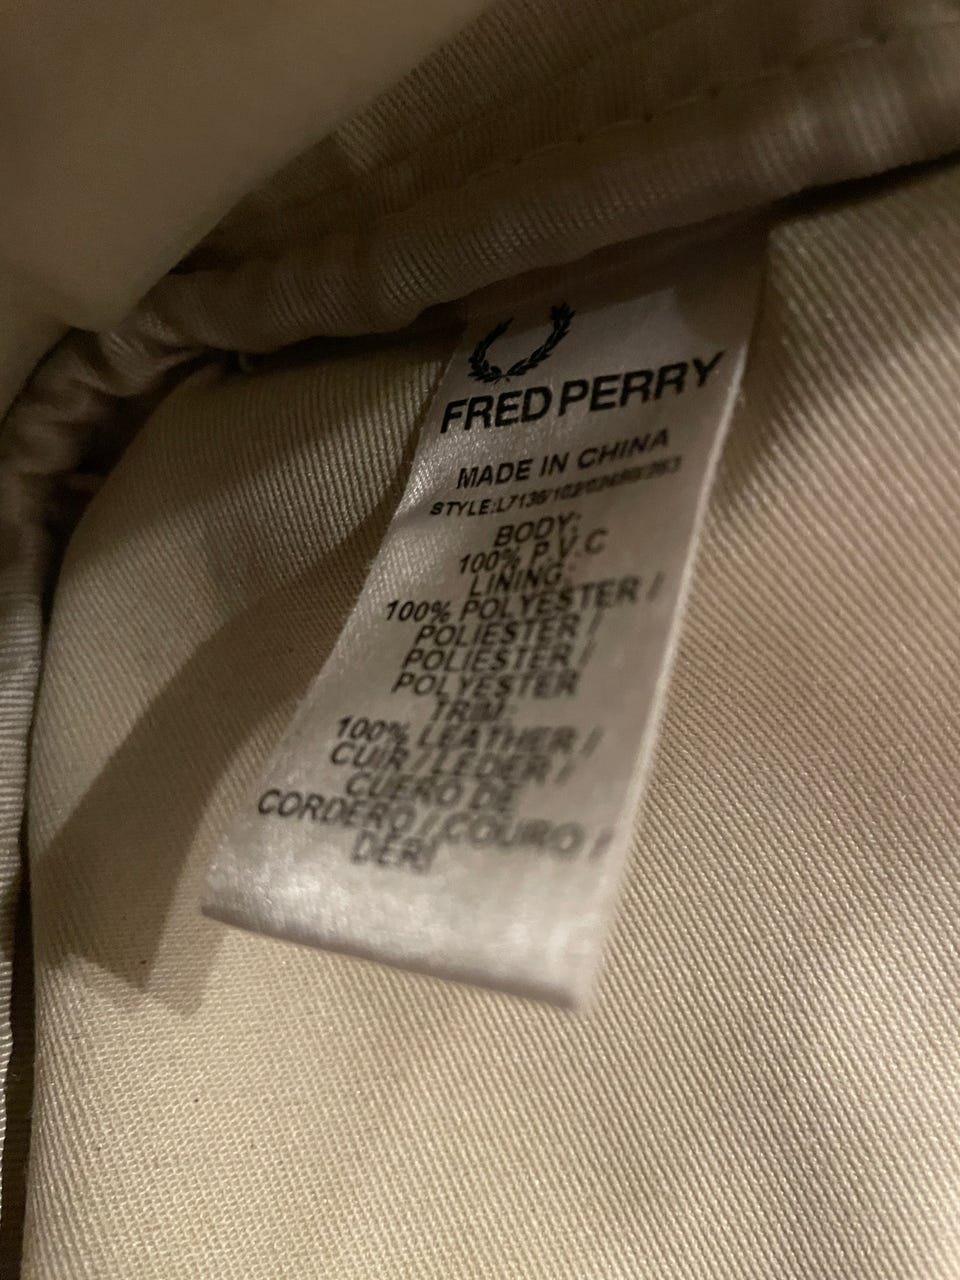 FRED PERRY
MADE IN CHINA
BODY:
100% P.V.C
LINING:
100% POLYESTER /
POLIESTER /
POLIESTER /
POLYESTER
TRIM:
100% LEATHER /
CUIR / LEDER /
CUERO DE
CORDERO / COURO /
DERI